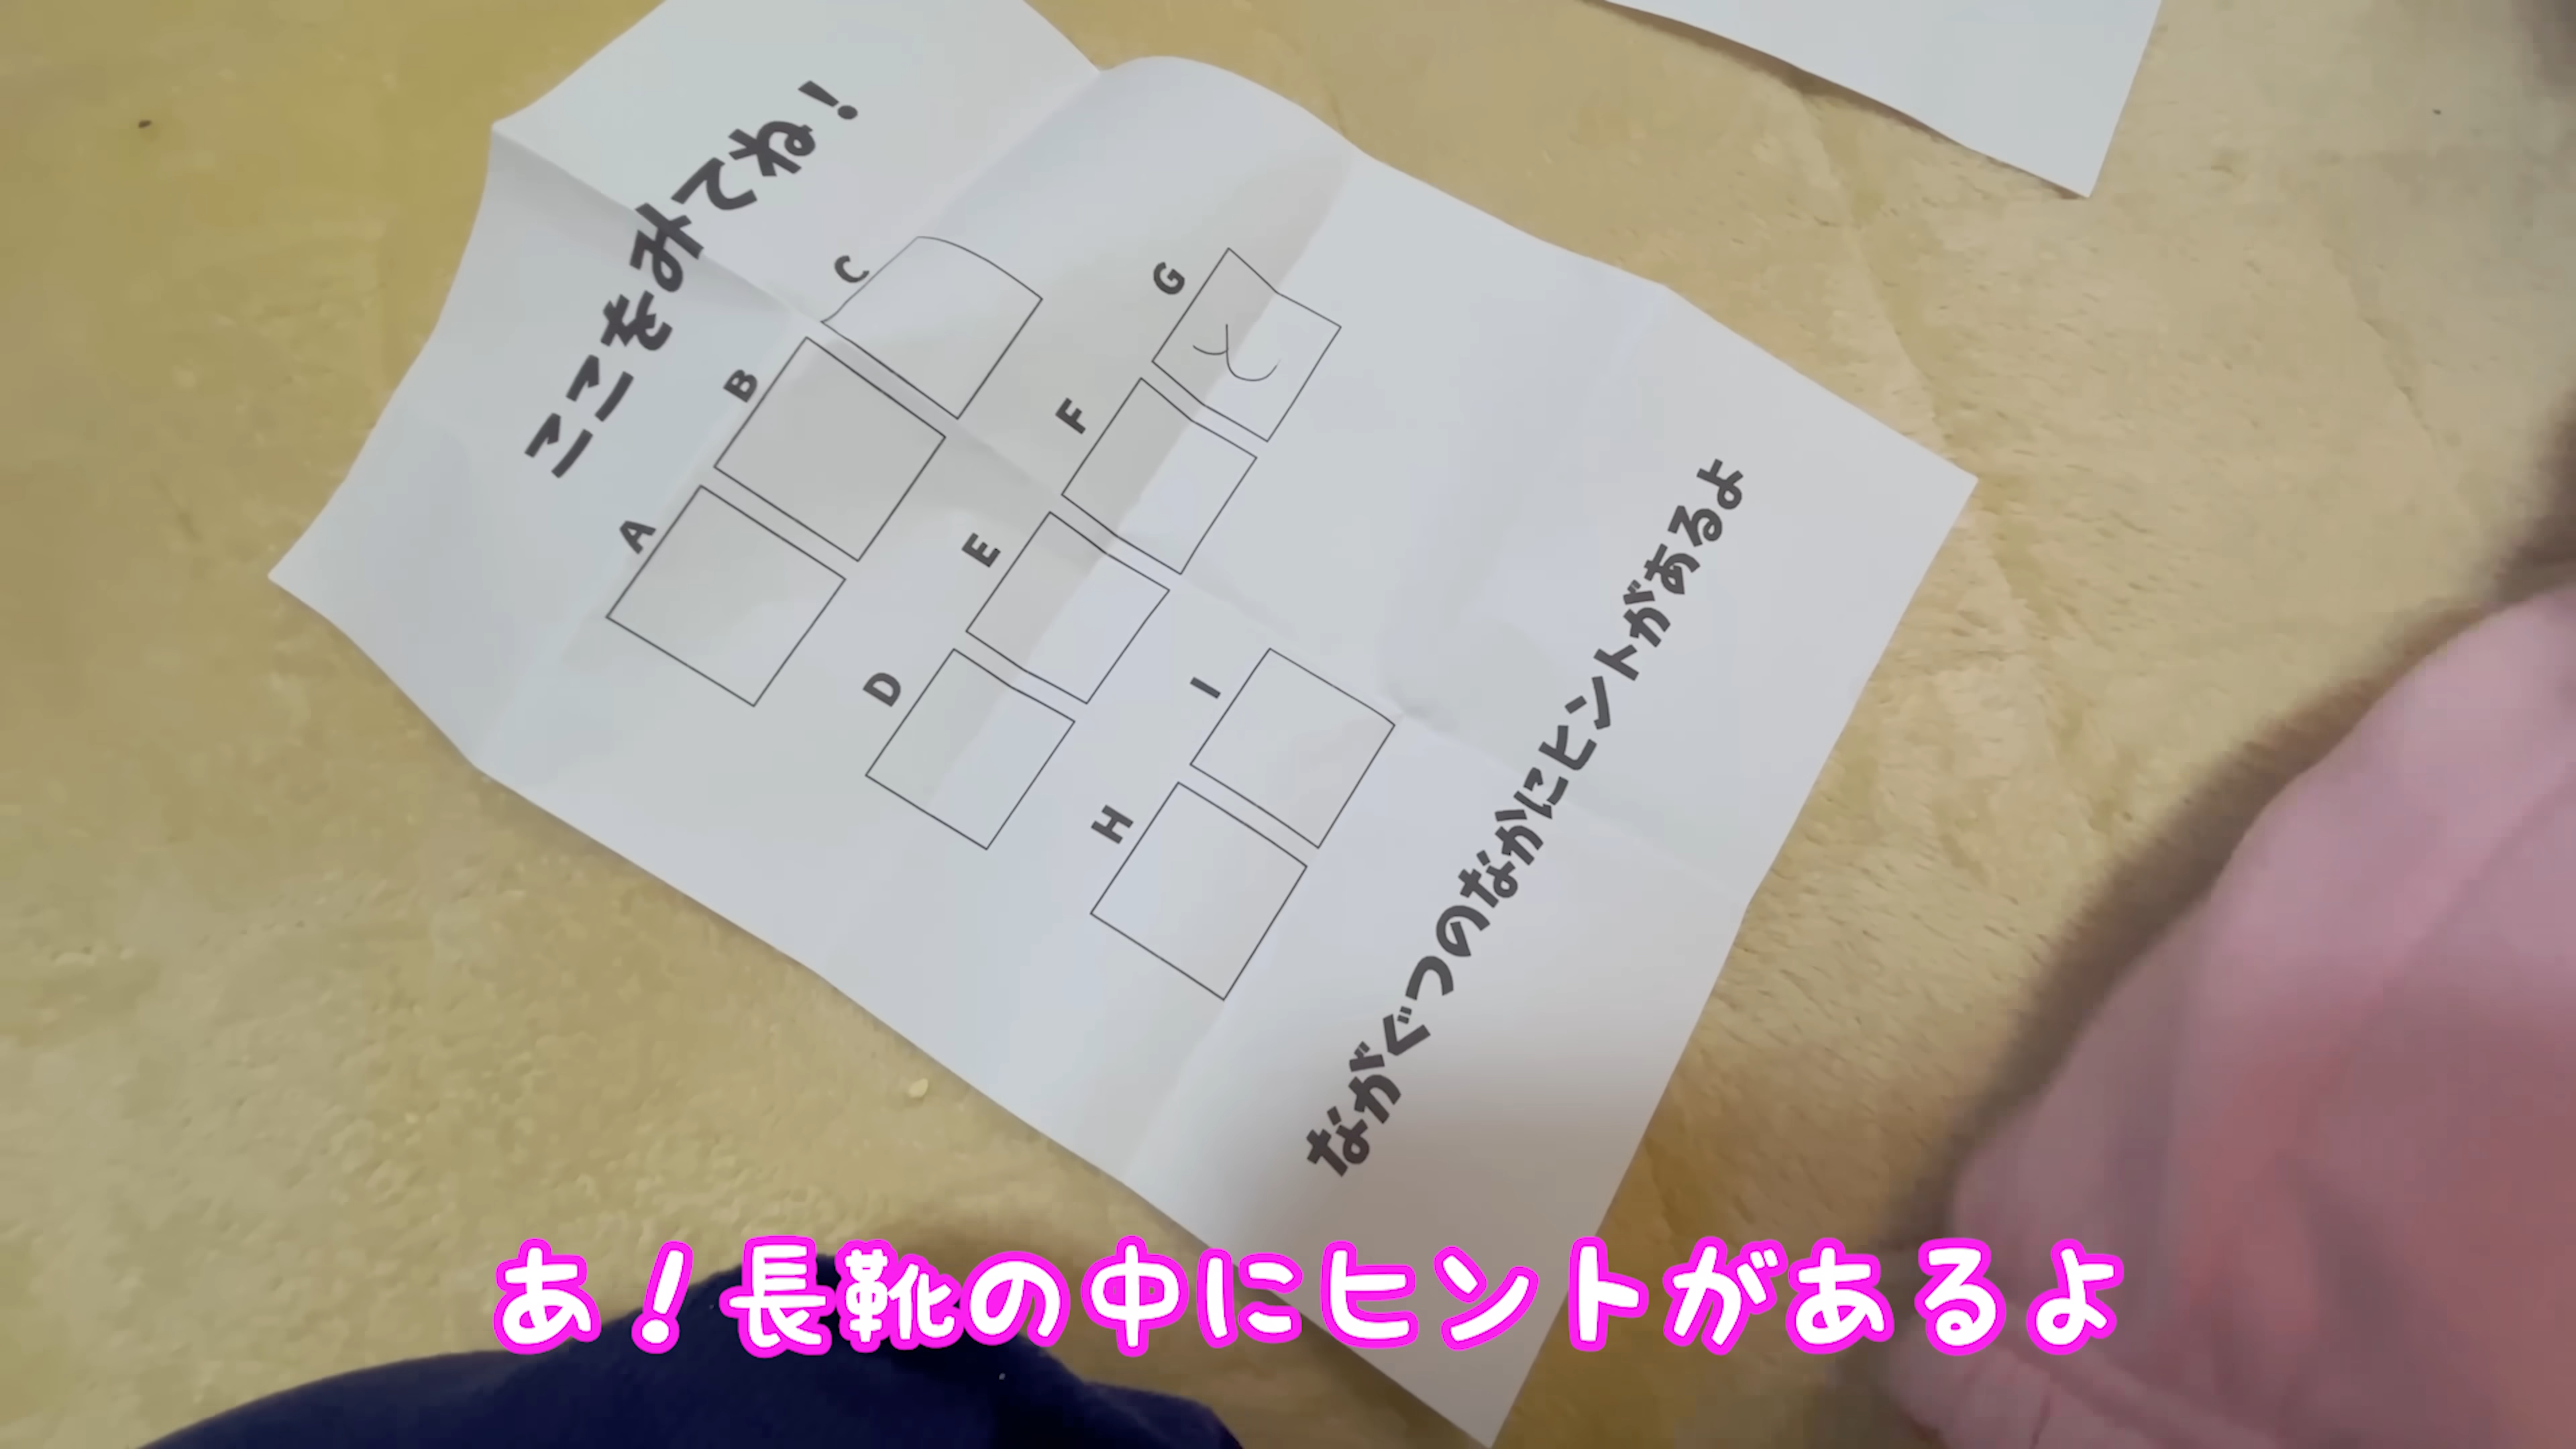 ここをみてね！
A B C
D E F G
と
H I
ながぐつのなかにヒントがあるよ
あ！長靴の中にヒントがあるよ